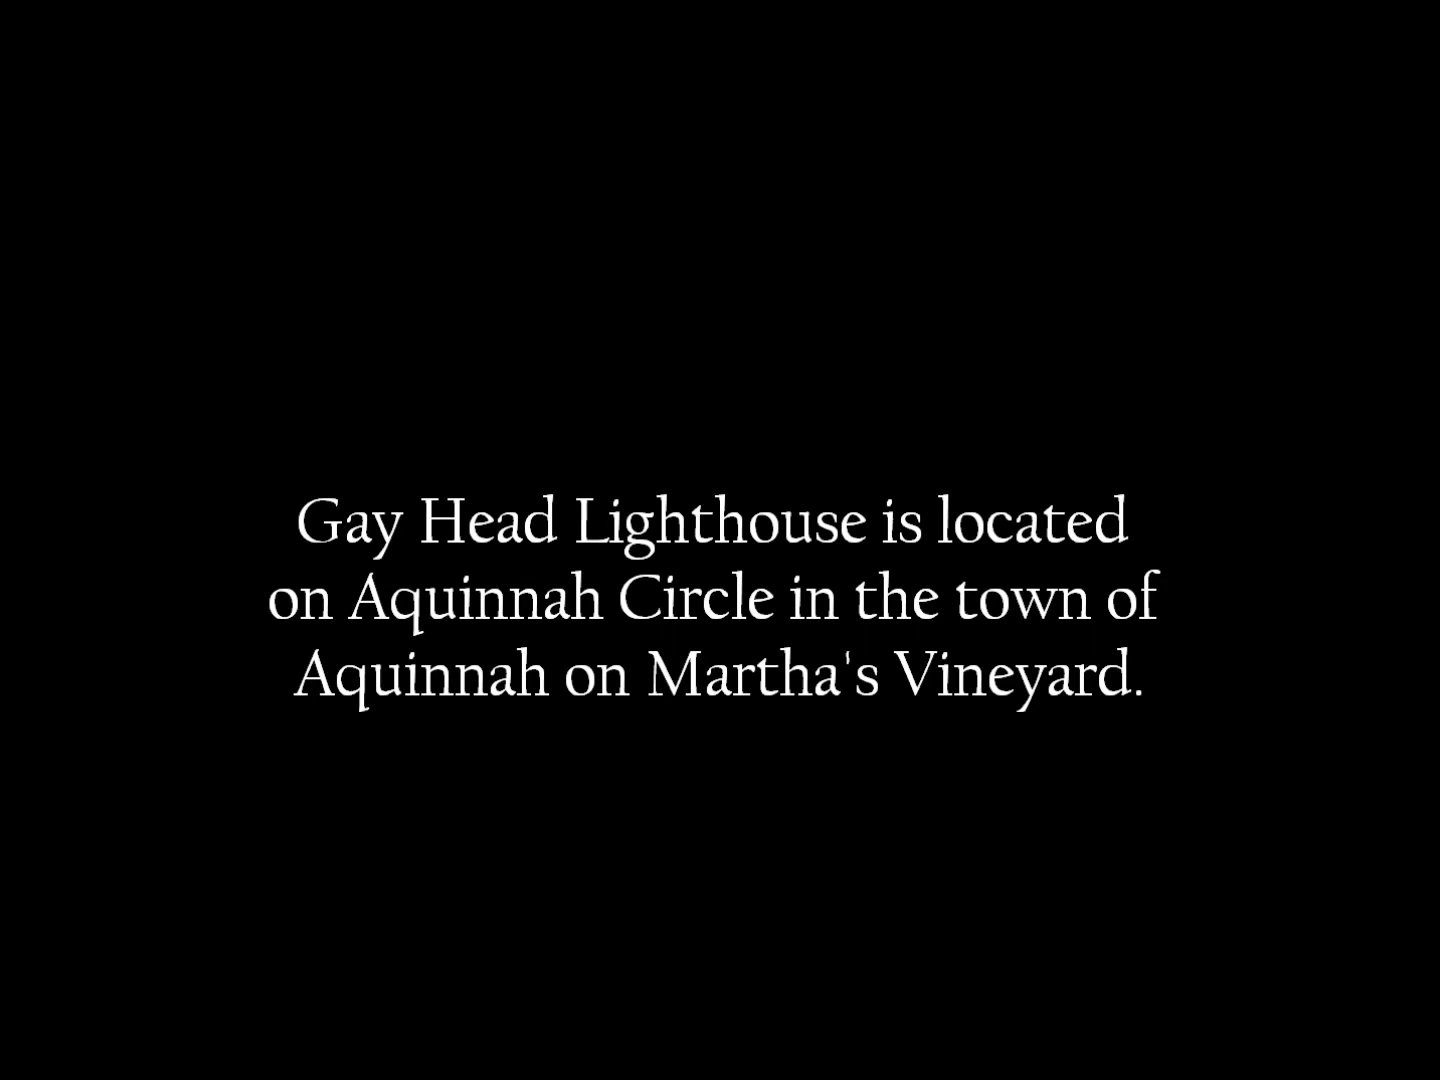 Gay Head Lighthouse is located
on Aquinnah Circle in the town of
Aquinnah on Martha's Vineyard.